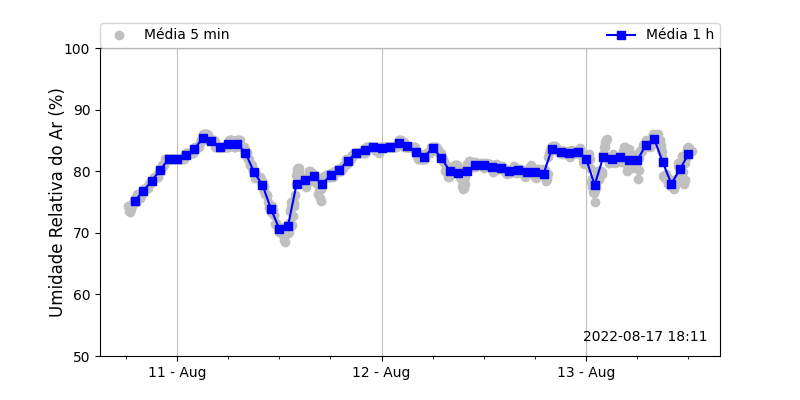 Média 5 min
Média 1 h
Umidade Relativa do Ar (%)
100
90
80
70
60
50
2022-08-17 18:11
11 - Aug
12 - Aug
13 - Aug